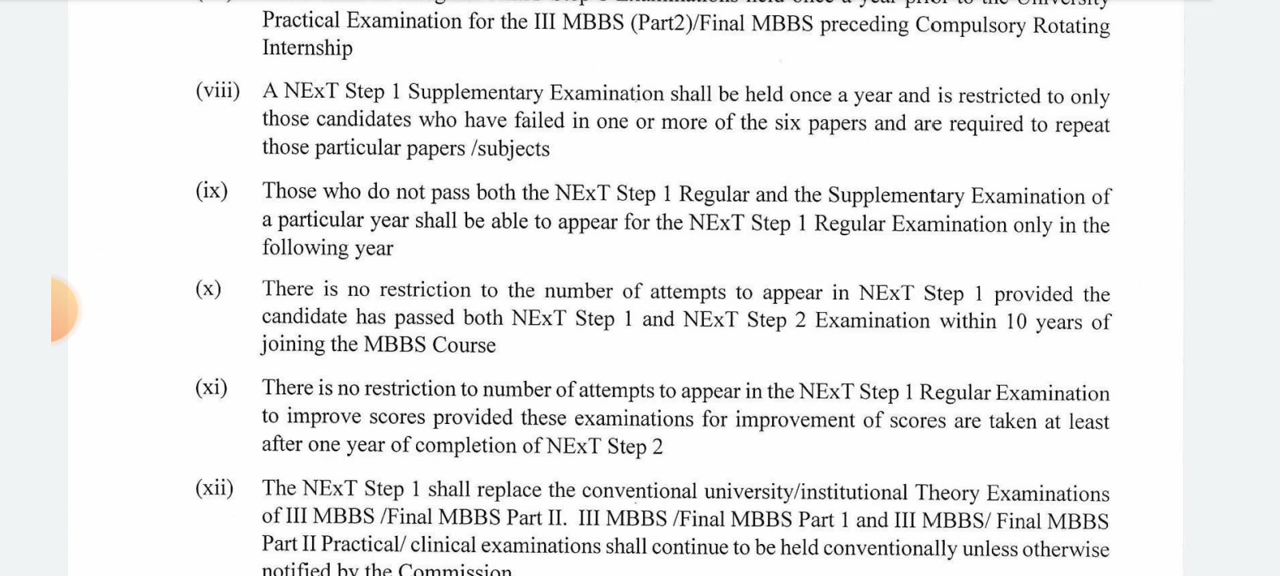 Practical Examination for the III MBBS (Part2)/Final MBBS preceding Compulsory Rotating
Internship
(viii) A NExT Step 1 Supplementary Examination shall be held once a year and is restricted to only
those candidates who have failed in one or more of the six papers and are required to repeat
those particular papers /subjects
(ix) Those who do not pass both the NExT Step 1 Regular and the Supplementary Examination of
a particular year shall be able to appear for the NExT Step 1 Regular Examination only in the
following year
(x) There is no restriction to the number of attempts to appear in NExT Step 1 provided the
candidate has passed both NExT Step 1 and NExT Step 2 Examination within 10 years of
joining the MBBS Course
(xi) There is no restriction to number of attempts to appear in the NExT Step 1 Regular Examination
to improve scores provided these examinations for improvement of scores are taken at least
after one year of completion of NExT Step 2
(xii) The NExT Step 1 shall replace the conventional university/institutional Theory Examinations
of III MBBS /Final MBBS Part II. III MBBS /Final MBBS Part 1 and III MBBS/ Final MBBS
Part II Practical/ clinical examinations shall continue to be held conventionally unless otherwise
notified by the Commission